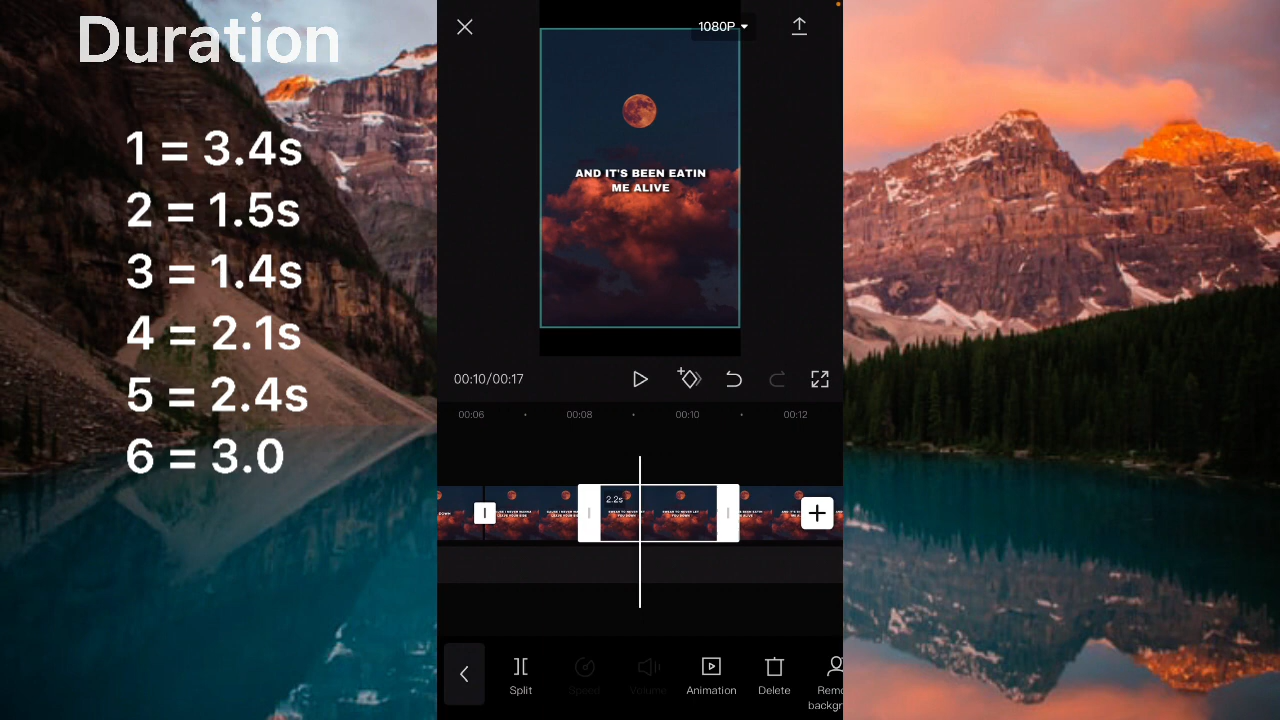 Duration
1 = 3.4s
2 = 1.5s
3 = 1.4s
4 = 2.1s
5 = 2.4s
6 = 3.0
1080P
AND IT'S BEEN EATIN
ME ALIVE
00:10/00:17
00:06
00:08
00:10
00:12
2.2s
Split
Speed
Volume
Animation
Delete
Remo
backgr